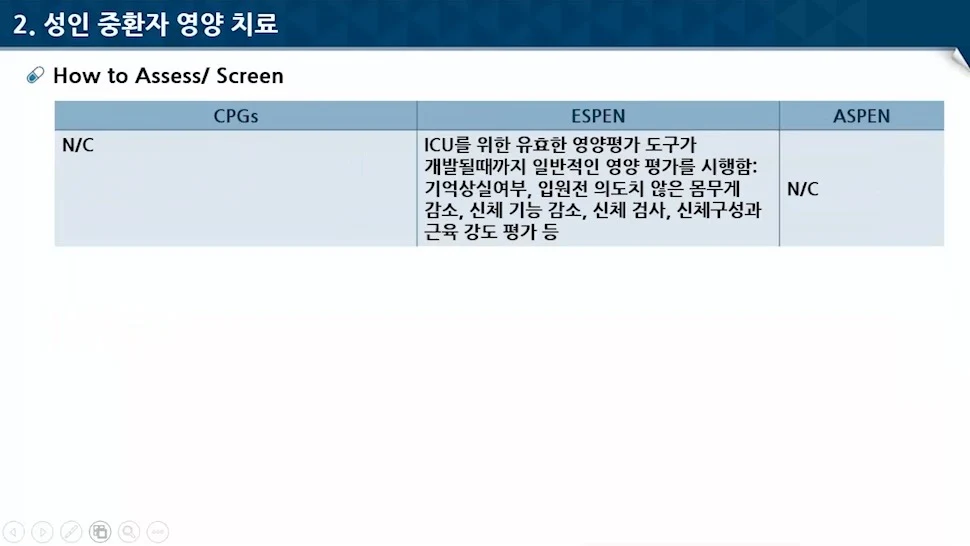 2. 성인 중환자 영양 치료
How to Assess/ Screen
CPGs
ESPEN
ASPEN
N/C
ICU를 위한 유효한 영양평가 도구가
개발될때까지 일반적인 영양 평가를 시행함:
기억상실여부, 입원전 의도치 않은 몸무게
감소, 신체 기능 감소, 신체 검사, 신체구성과
근육 강도 평가 등
N/C